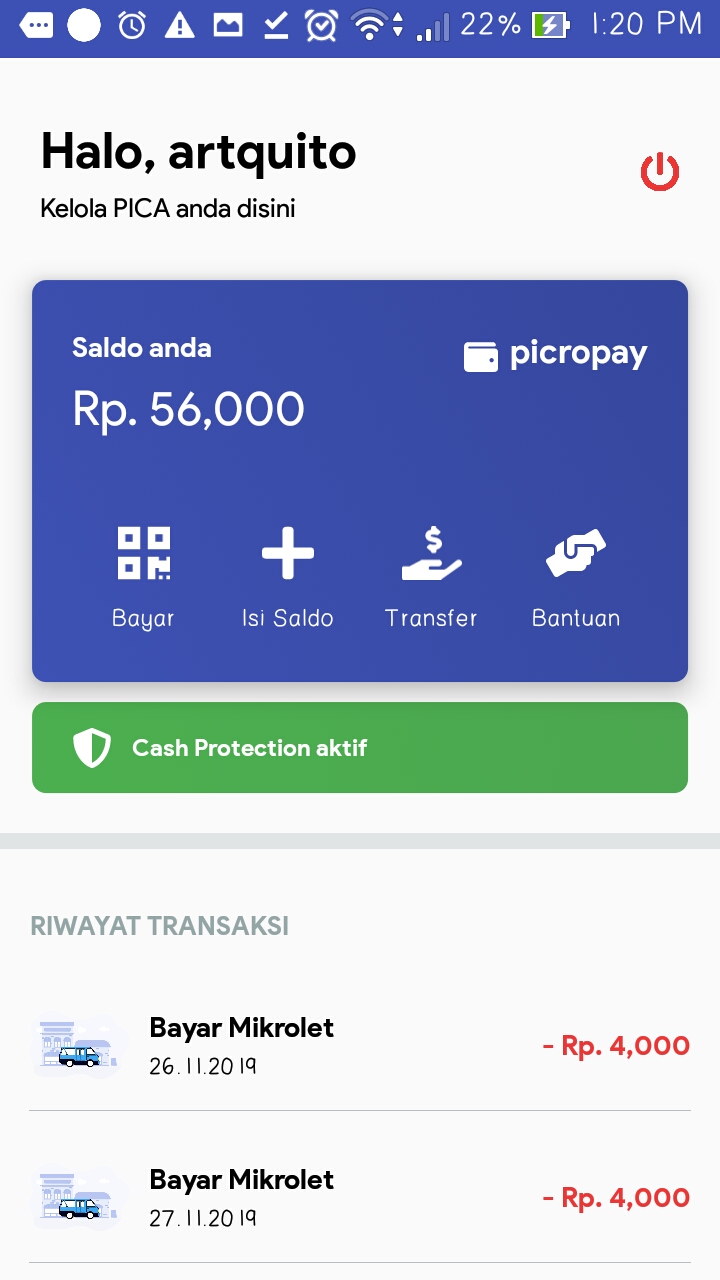 22% 1:20 PM
Halo, artquito
Kelola PICA anda disini
Saldo anda
picropay
Rp. 56,000
Bayar
Isi Saldo
Transfer
Bantuan
Cash Protection aktif
RIWAYAT TRANSAKSI
Bayar Mikrolet
26.11.2019
- Rp. 4,000
Bayar Mikrolet
27.11.2019
- Rp. 4,000